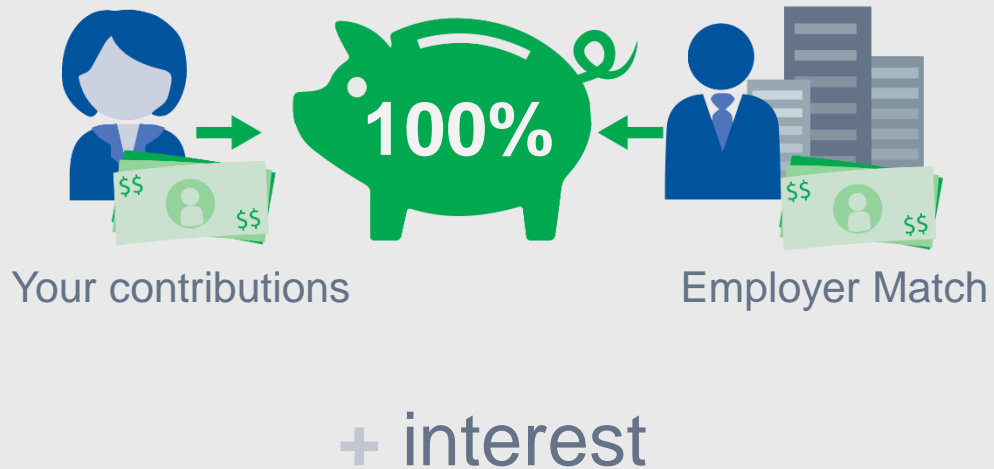 100%
$$
$$
$$
$$
Your contributions
Employer Match
+ interest